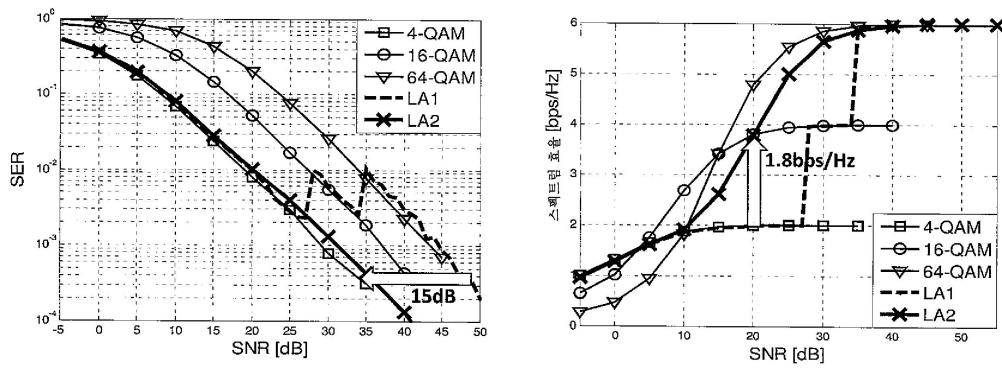 10⁰
10⁻¹
10⁻²
10⁻³
10⁻⁴
SER
-5 0 5 10 15 20 25 30 35 40 45 50
SNR [dB]
4-QAM
16-QAM
64-QAM
LA1
LA2
15dB
6
5
4
3
2
1
0
스펙트럼 효율 [bps/Hz]
0 10 20 30 40 50
SNR [dB]
1.8bps/Hz
4-QAM
16-QAM
64-QAM
LA1
LA2